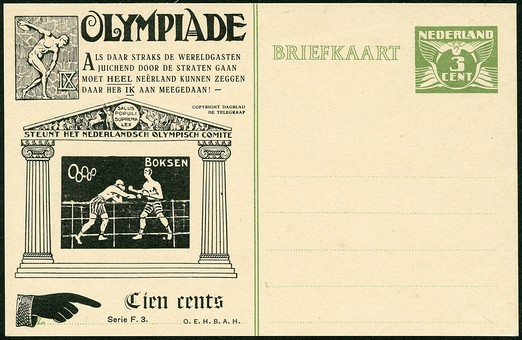 OLYMPIADE
IX
ALS DAAR STRAKS DE WERELDGASTEN
JUICHEND DOOR DE STRATEN GAAN
MOET HEEL NEÊRLAND KUNNEN ZEGGEN
DAAR HEB IK AAN MEEGEDAAN! —
COPYRIGHT DAGBLAD
DE TELEGRAAF
SALUS
POPULI
SUPREMA
LEX
STEUNT HET NEDERLANDSCH OLYMPISCH COMITE
BOKSEN
Tien cents
Serie F. 3.
O. E. H. B. A. H.
BRIEFKAART
NEDERLAND
3
CENT